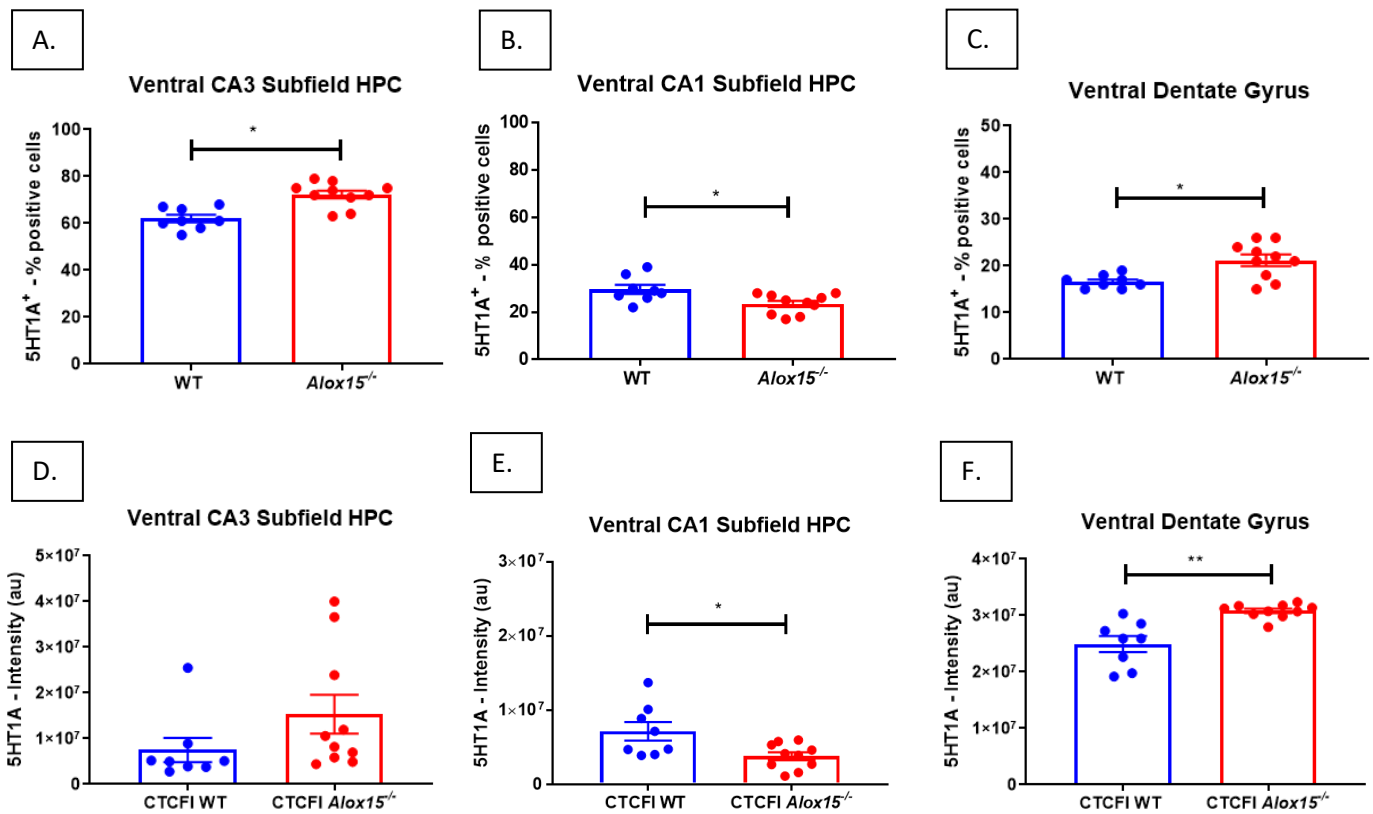 A.
Ventral CA3 Subfield HPC
5HT1A⁺ - % positive cells
100
80
60
40
20
0
*
WT
Alox15⁻/⁻
B.
Ventral CA1 Subfield HPC
5HT1A⁺ - % positive cells
100
80
60
40
20
0
*
WT
Alox15⁻/⁻
C.
Ventral Dentate Gyrus
5HT1A⁺ - % positive cells
50
40
30
20
10
0
*
WT
Alox15⁻/⁻
D.
Ventral CA3 Subfield HPC
5HT1A - Intensity (au)
5×10⁷
4×10⁷
3×10⁷
2×10⁷
1×10⁷
0
CTCFI WT
CTCFI Alox15⁻/⁻
E.
Ventral CA1 Subfield HPC
5HT1A - Intensity (au)
3×10⁷
2×10⁷
1×10⁷
0
*
CTCFI WT
CTCFI Alox15⁻/⁻
F.
Ventral Dentate Gyrus
5HT1A - Intensity (au)
4×10⁷
3×10⁷
2×10⁷
1×10⁷
0
**
CTCFI WT
CTCFI Alox15⁻/⁻